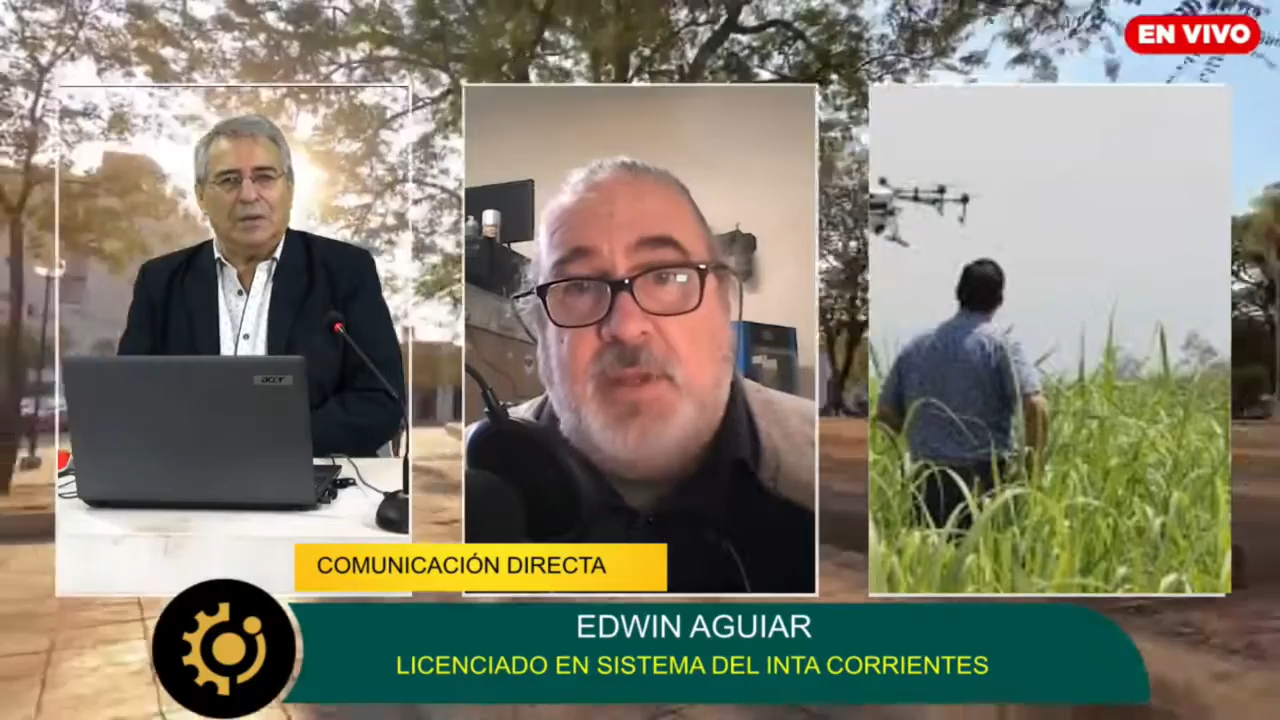 EN VIVO
acer
COMUNICACIÓN DIRECTA
EDWIN AGUIAR
LICENCIADO EN SISTEMA DEL INTA CORRIENTES